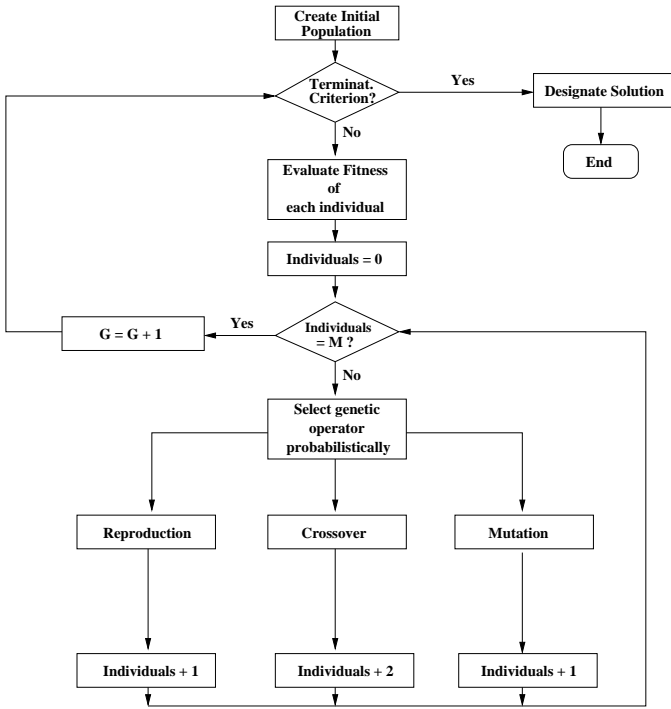 Create Initial
Population
Terminat.
Criterion?
Yes
Designate Solution
No
End
Evaluate Fitness
of
each individual
Individuals = 0
G = G + 1
Yes
Individuals
= M ?
No
Select genetic
operator
probabilistically
Reproduction
Crossover
Mutation
Individuals + 1
Individuals + 2
Individuals + 1